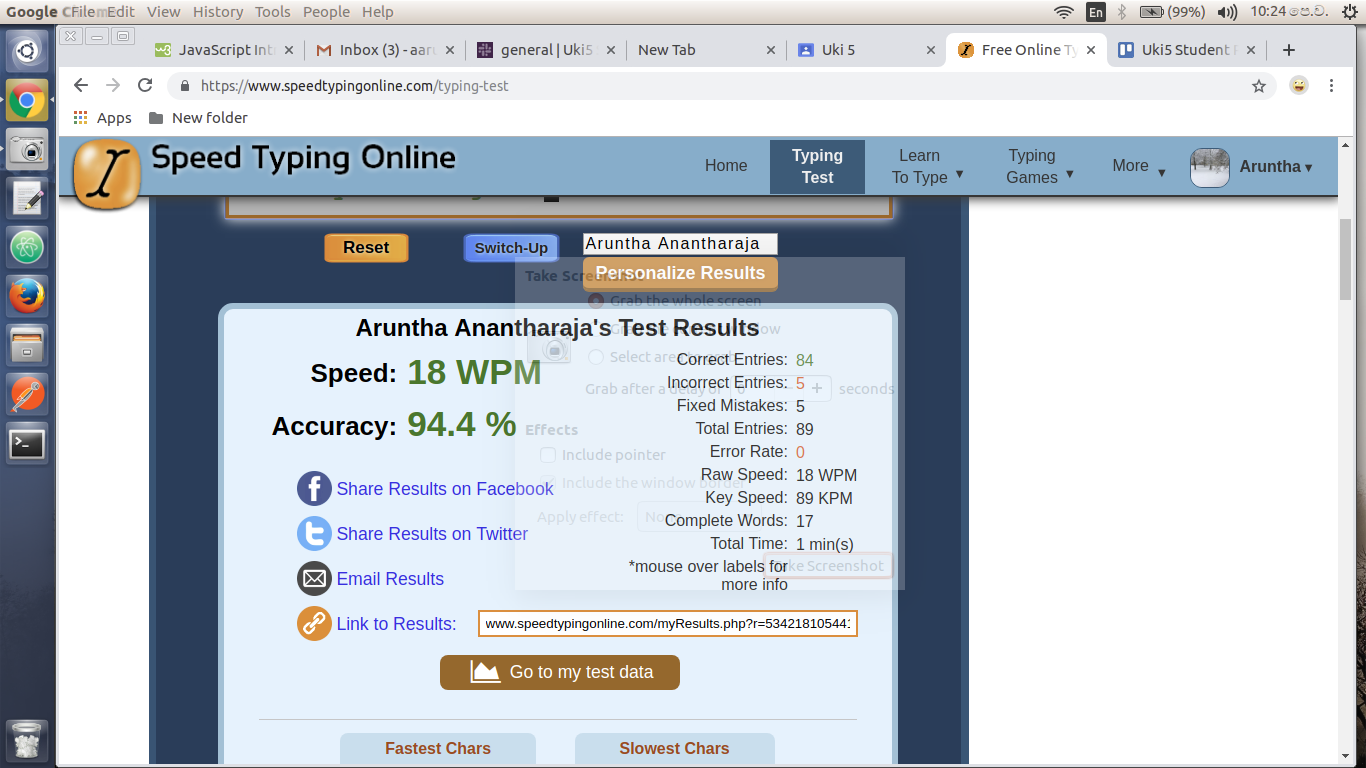 Google Chrome File Edit View History Tools People Help En (99%) 10:24 පෙ.ව.
JavaScript Int Inbox (3) - aar general | Uki5 New Tab Uki 5 Free Online Ty Uki5 Student
https://www.speedtypingonline.com/typing-test
Apps New folder
Speed Typing Online Home Typing Test Learn To Type ▾ Typing Games ▾ More ▾ Aruntha ▾
Reset Switch-Up Aruntha Anantharaja
Personalize Results
Take Screenshot
Grab the whole screen
Aruntha Anantharaja's Test Results
Speed: 18 WPM
Accuracy: 94.4 %
Select area to grab
Grab after a delay of 0 - + seconds
Effects
Include pointer
Include the window border
Apply effect: None
Take Screenshot
Correct Entries: 84
Incorrect Entries: 5
Fixed Mistakes: 5
Total Entries: 89
Error Rate: 0
Raw Speed: 18 WPM
Key Speed: 89 KPM
Complete Words: 17
Total Time: 1 min(s)
*mouse over labels for
more info
Share Results on Facebook
Share Results on Twitter
Email Results
Link to Results: www.speedtypingonline.com/myResults.php?r=534218105441
Go to my test data
Fastest Chars Slowest Chars